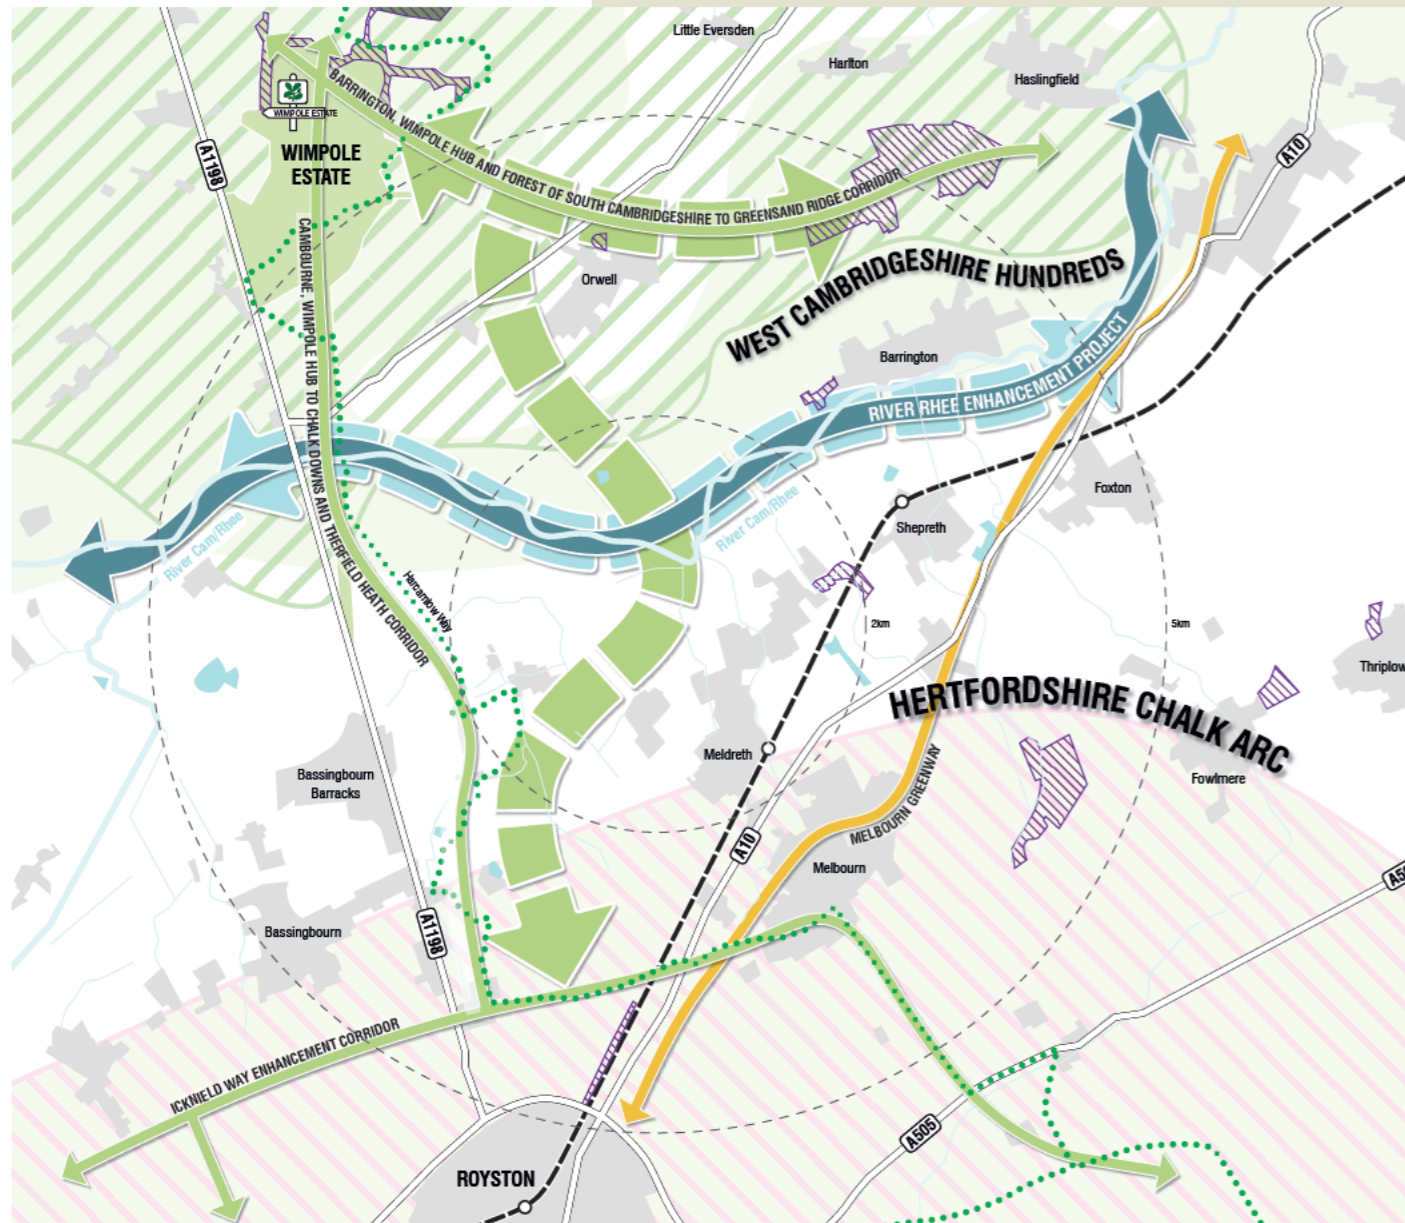 Little Eversden
Harlton
Haslingfield
WIMPOLE ESTATE
WIMPOLE
ESTATE
A1198
A10
BARRINGTON, WIMPOLE HUB AND FOREST OF SOUTH CAMBRIDGESHIRE TO GREENSAND RIDGE CORRIDOR
CAMBOURNE, WIMPOLE HUB TO CHALK DOWNS AND THERFIELD HEATH CORRIDOR
Orwell
WEST CAMBRIDGESHIRE HUNDREDS
Barrington
RIVER RHEE ENHANCEMENT PROJECT
River Cam/Rhee
River Cam/Rhee
Foxton
Shepreth
Harcamlow Way
2km
5km
Thriplow
HERTFORDSHIRE CHALK ARC
Meldreth
Bassingbourn
Barracks
Fowlmere
MELBOURN GREENWAY
A10
Melbourn
A50
A1198
Bassingbourn
ICKNIELD WAY ENHANCEMENT CORRIDOR
A505
ROYSTON